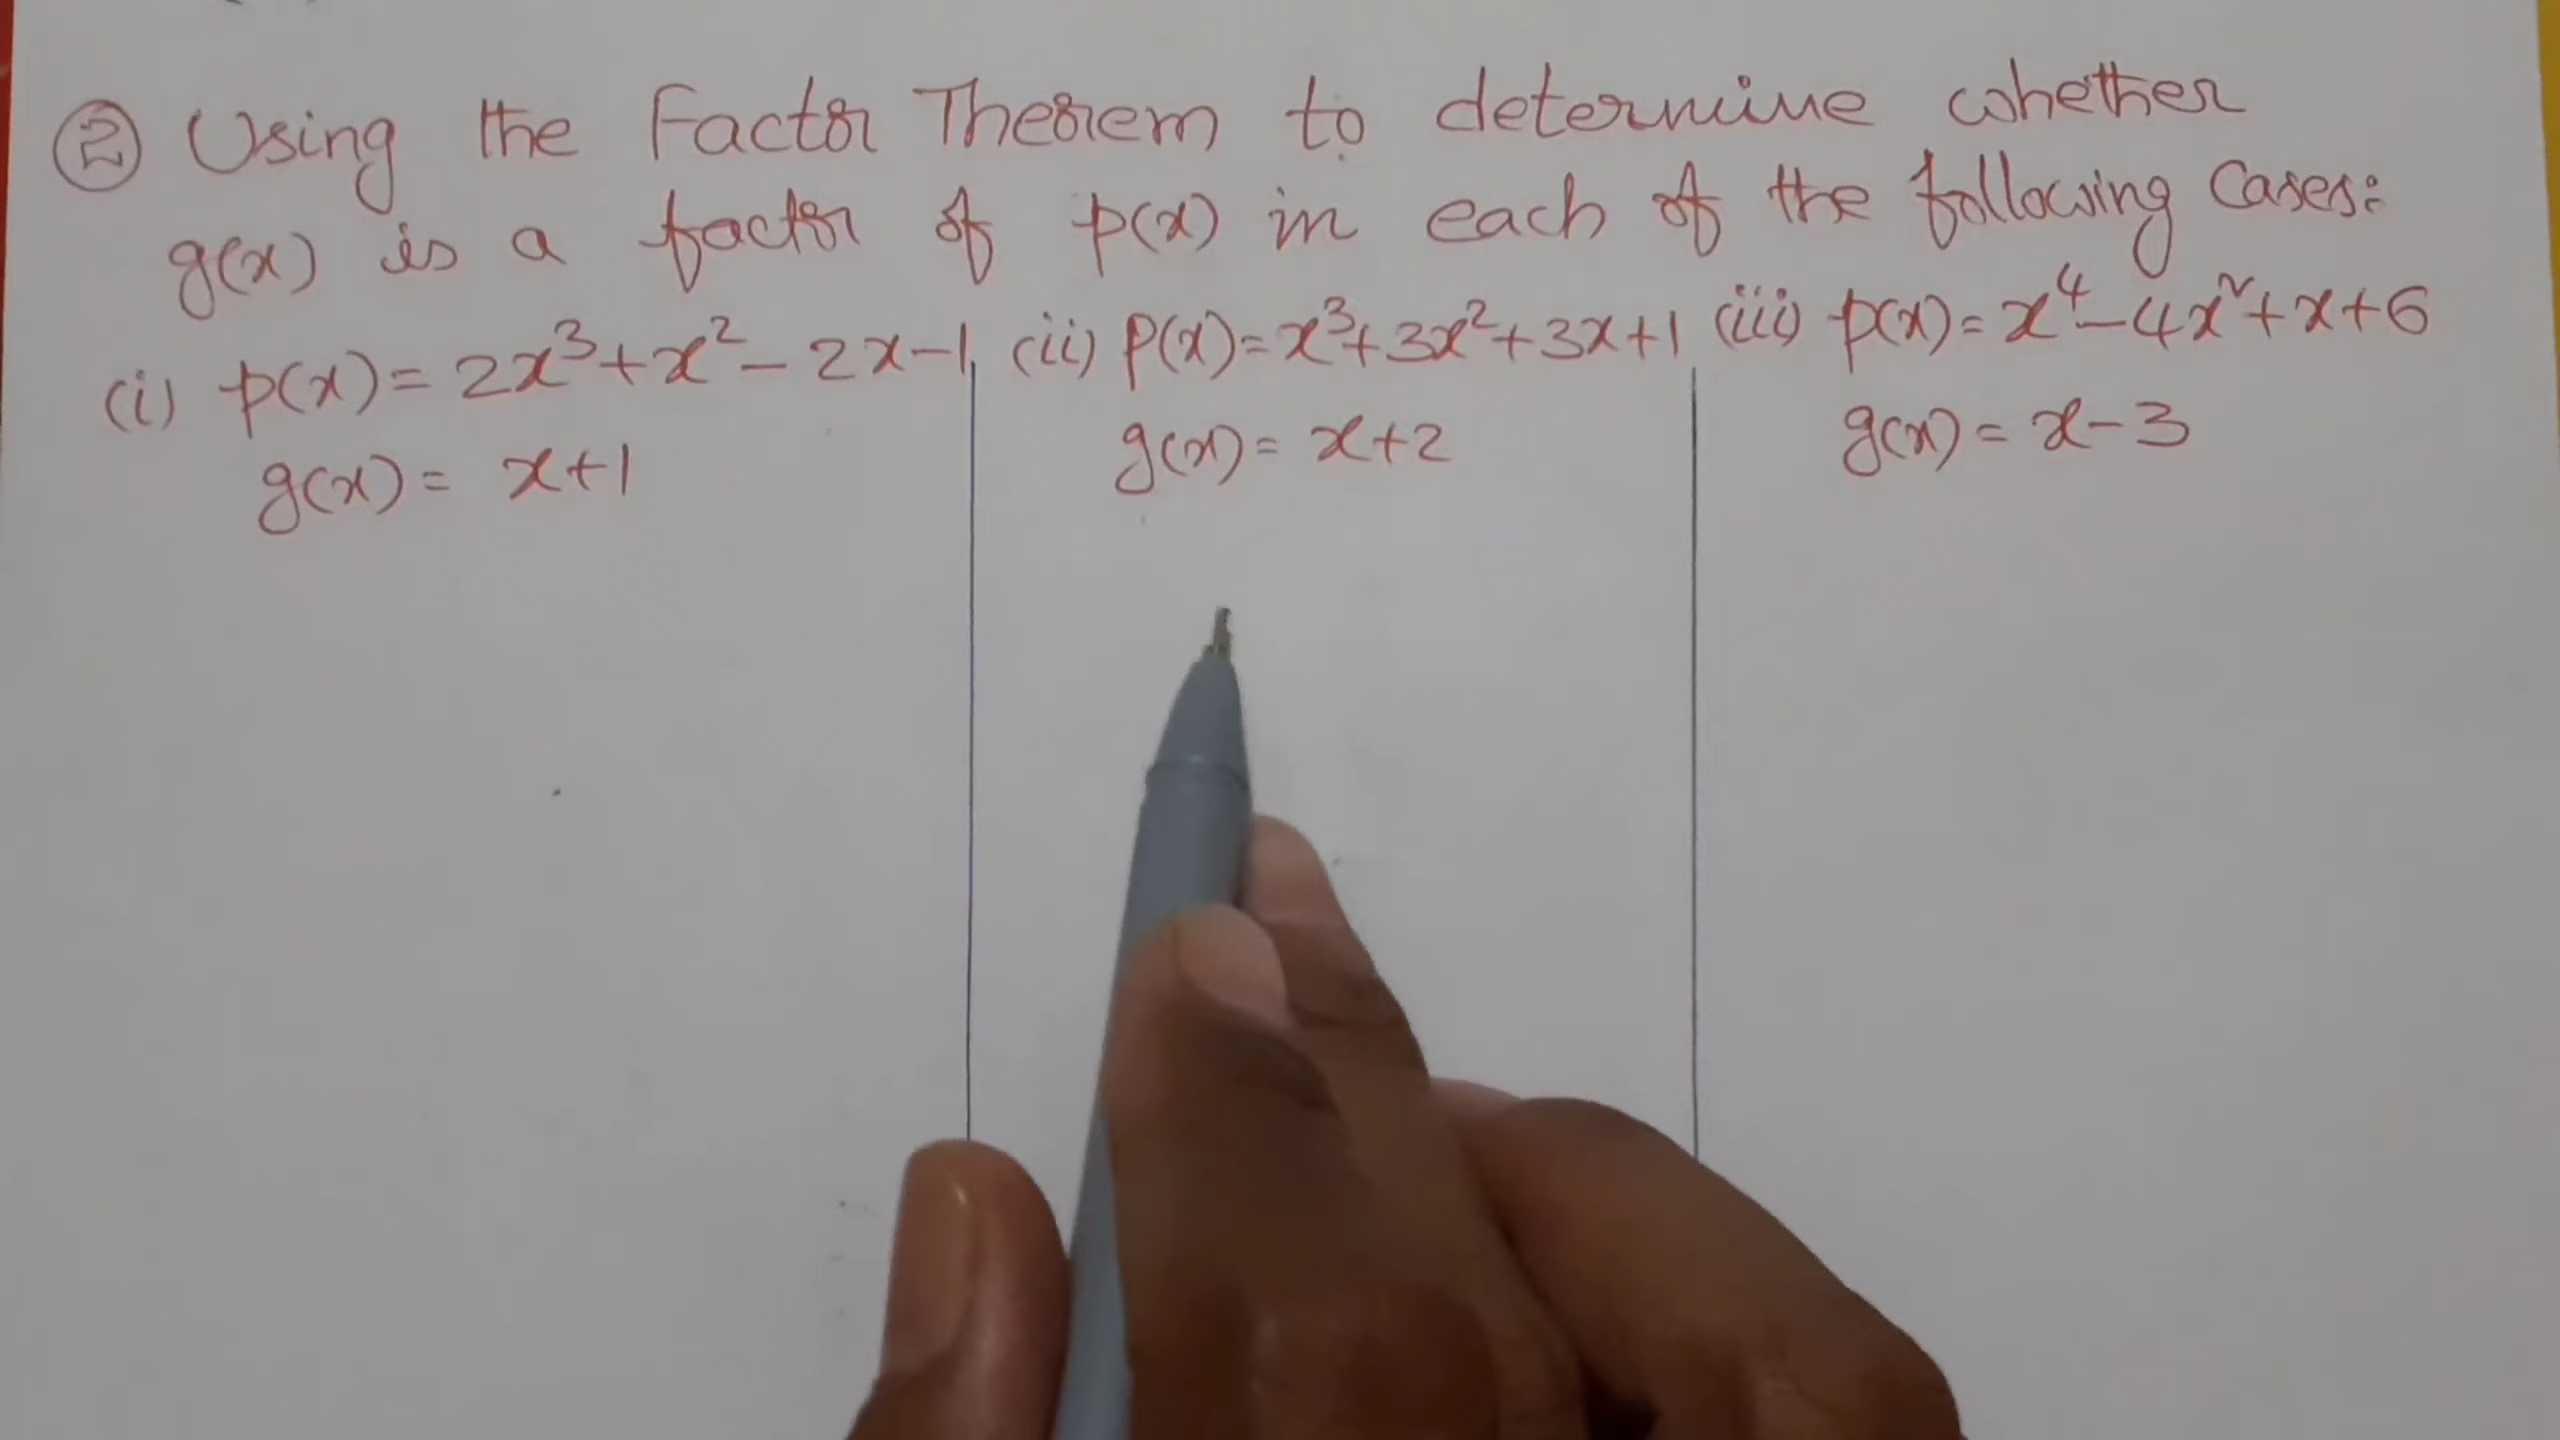 ② Using the Factor Theorem to determine whether
g(x) is a factor of p(x) in each of the following Cases:
(i) p(x) = 2x³+x²-2x-1 (ii) P(x)= x³+3x²+3x+1 (iii) p(x)= x⁴-4x²+x+6
g(x) = x+1 g(x)= x+2 g(x) = x-3